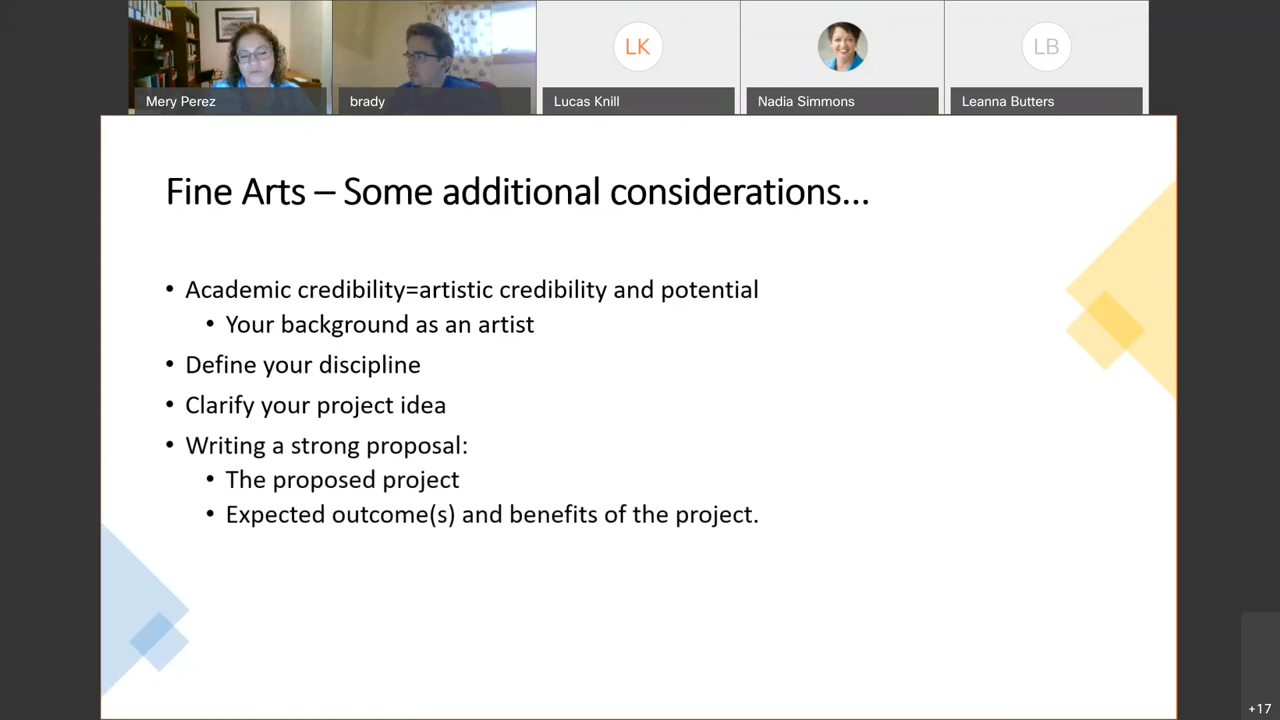 Mery Perez
brady
LK
Lucas Knill
Nadia Simmons
LB
Leanna Butters
Fine Arts – Some additional considerations...
• Academic credibility=artistic credibility and potential
• Your background as an artist
• Define your discipline
• Clarify your project idea
• Writing a strong proposal:
• The proposed project
• Expected outcome(s) and benefits of the project.
+17